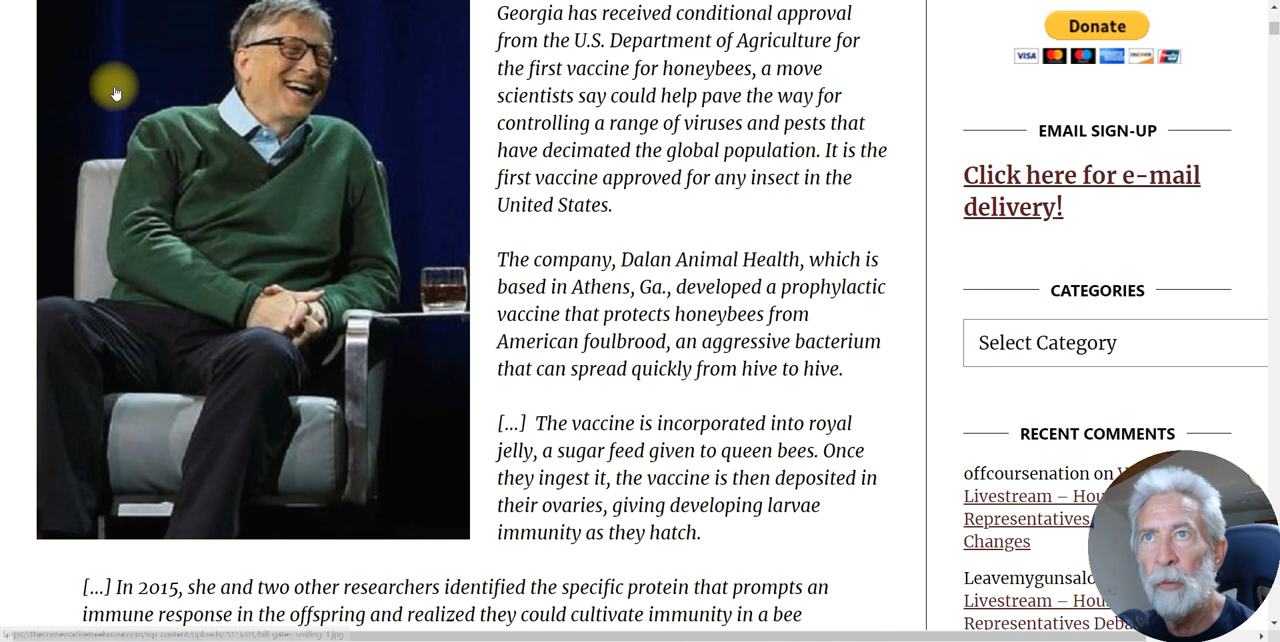 Georgia has received conditional approval
from the U.S. Department of Agriculture for
the first vaccine for honeybees, a move
scientists say could help pave the way for
controlling a range of viruses and pests that
have decimated the global population. It is the
first vaccine approved for any insect in the
United States.
The company, Dalan Animal Health, which is
based in Athens, Ga., developed a prophylactic
vaccine that protects honeybees from
American foulbrood, an aggressive bacterium
that can spread quickly from hive to hive.
[…] The vaccine is incorporated into royal
jelly, a sugar feed given to queen bees. Once
they ingest it, the vaccine is then deposited in
their ovaries, giving developing larvae
immunity as they hatch.
[…] In 2015, she and two other researchers identified the specific protein that prompts an
immune response in the offspring and realized they could cultivate immunity in a bee
Donate
VISA
EMAIL SIGN-UP
Click here for e-mail
delivery!
CATEGORIES
Select Category
RECENT COMMENTS
offcoursenation on
Livestream – Hou
Representatives
Changes
Leavemygunsalo
Livestream – Hou
Representatives Deba